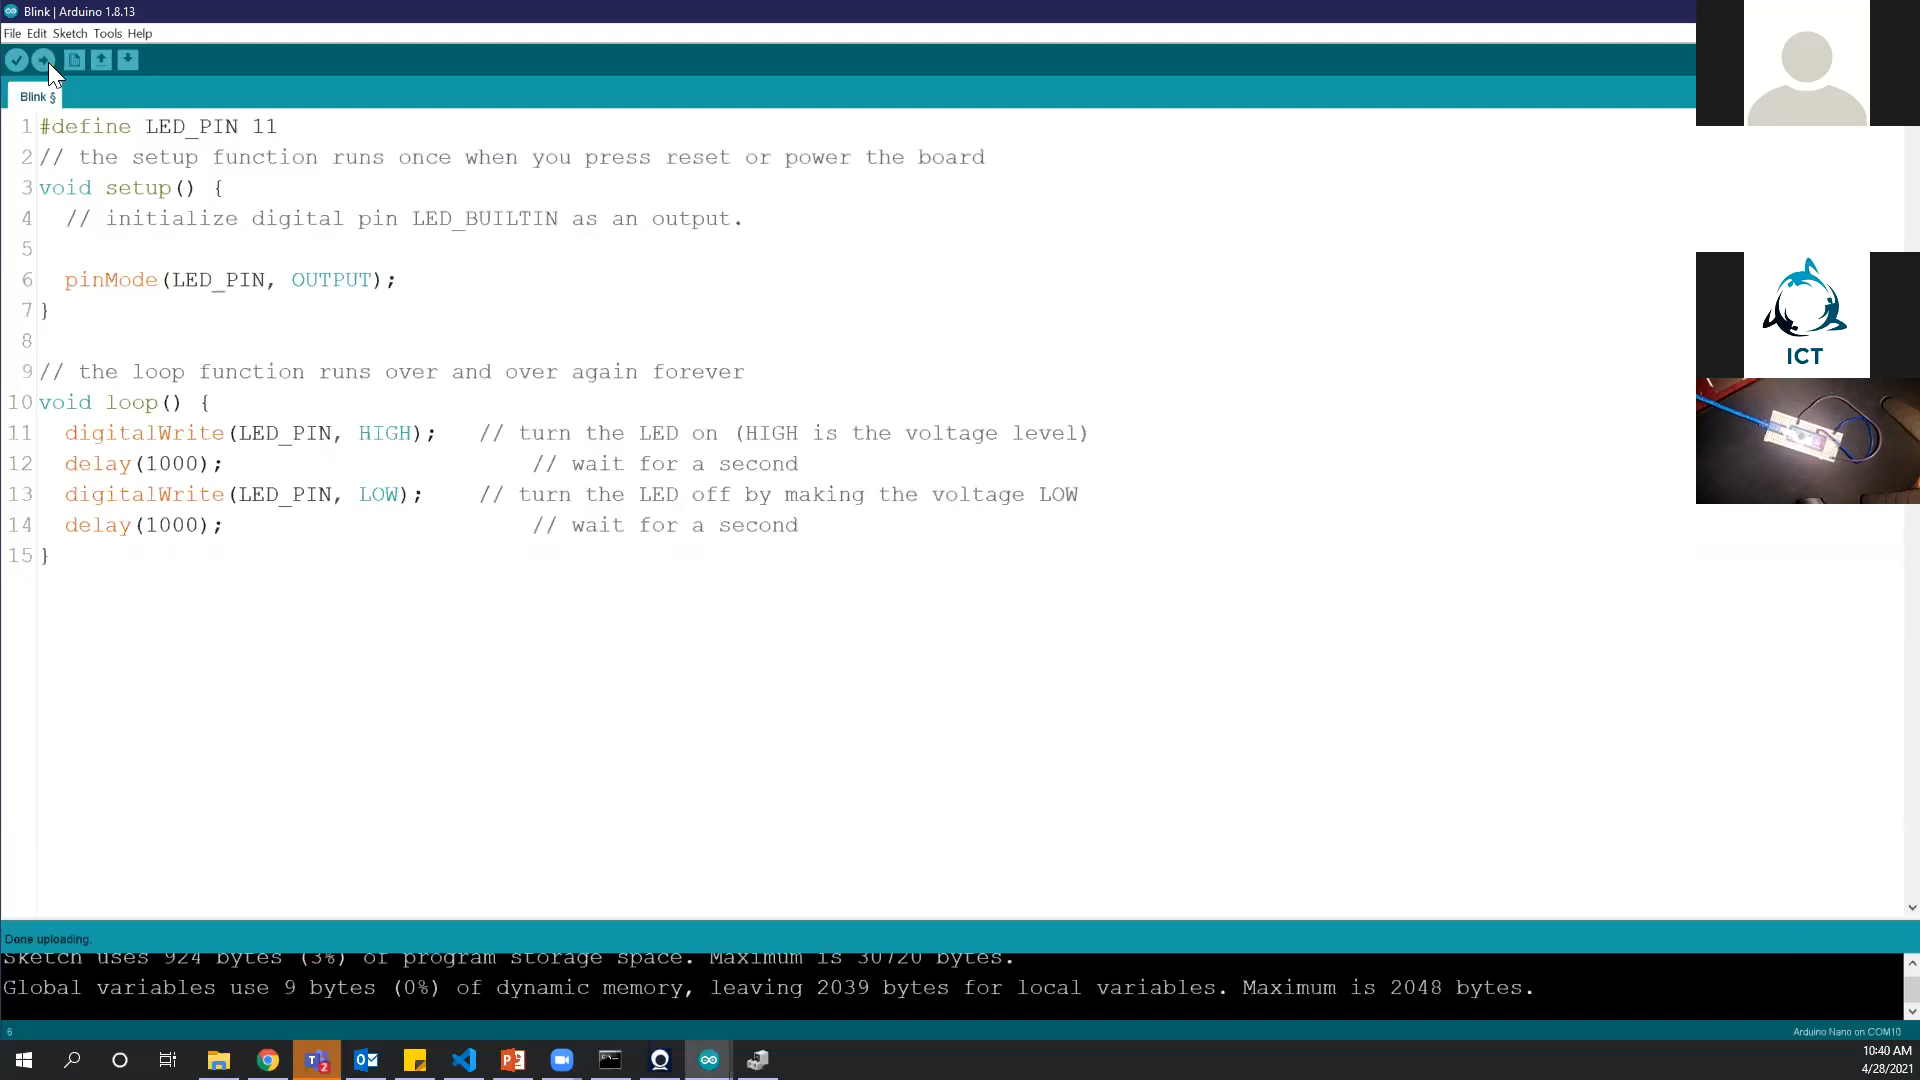 Blink | Arduino 1.8.13
File Edit Sketch Tools Help
Blink §
1 #define LED_PIN 11
2 // the setup function runs once when you press reset or power the board
3 void setup() {
4 // initialize digital pin LED_BUILTIN as an output.
5
6 pinMode(LED_PIN, OUTPUT);
7 }
8
9 // the loop function runs over and over again forever
10 void loop() {
11 digitalWrite(LED_PIN, HIGH); // turn the LED on (HIGH is the voltage level)
12 delay(1000); // wait for a second
13 digitalWrite(LED_PIN, LOW); // turn the LED off by making the voltage LOW
14 delay(1000); // wait for a second
15 }
ICT
Done uploading.
Sketch uses 924 bytes (3%) of program storage space. Maximum is 30720 bytes.
Global variables use 9 bytes (0%) of dynamic memory, leaving 2039 bytes for local variables. Maximum is 2048 bytes.
6
Arduino Nano on COM10
10:40 AM
4/28/2021